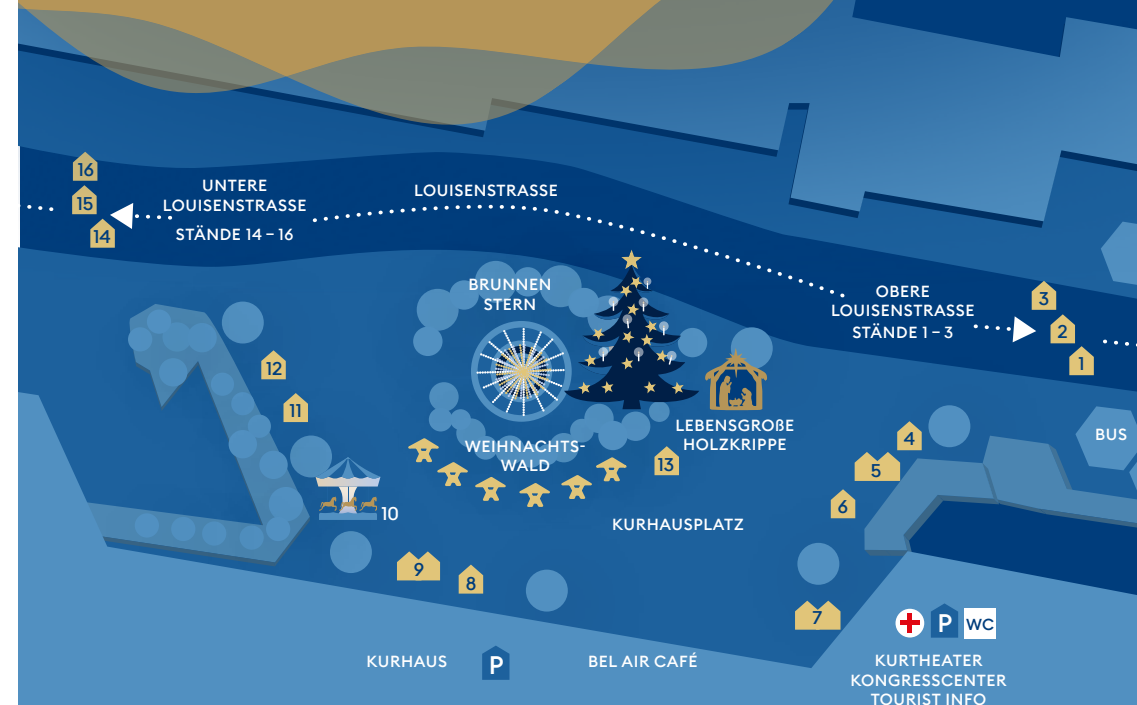 16
15
14
UNTERE
LOUISENSTRASSE
STÄNDE 14 – 16
LOUISENSTRASSE
BRUNNEN
STERN
OBERE
LOUISENSTRASSE
STÄNDE 1 – 3
3
2
1
12
11
10
WEIHNACHTS-
WALD
LEBENSGROßE
HOLZKRIPPE
13
4
5
6
BUS
KURHAUSPLATZ
9
8
7
KURHAUS
P
BEL AIR CAFÉ
P
WC
KURTHEATER
KONGRESSCENTER
TOURIST INFO